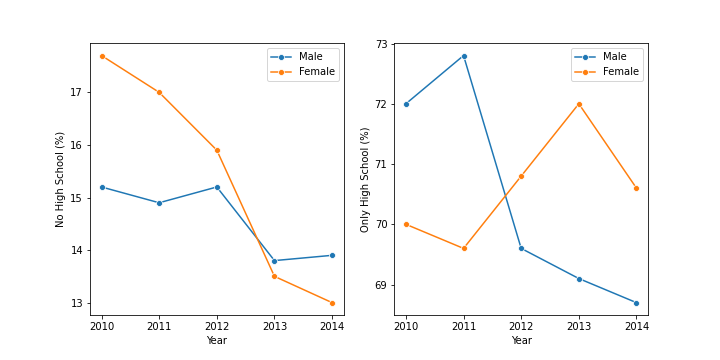 Male
Female
17
16
15
14
13
No High School (%)
2010 2011 2012 2013 2014
Year
Male
Female
73
72
71
70
69
Only High School (%)
2010 2011 2012 2013 2014
Year